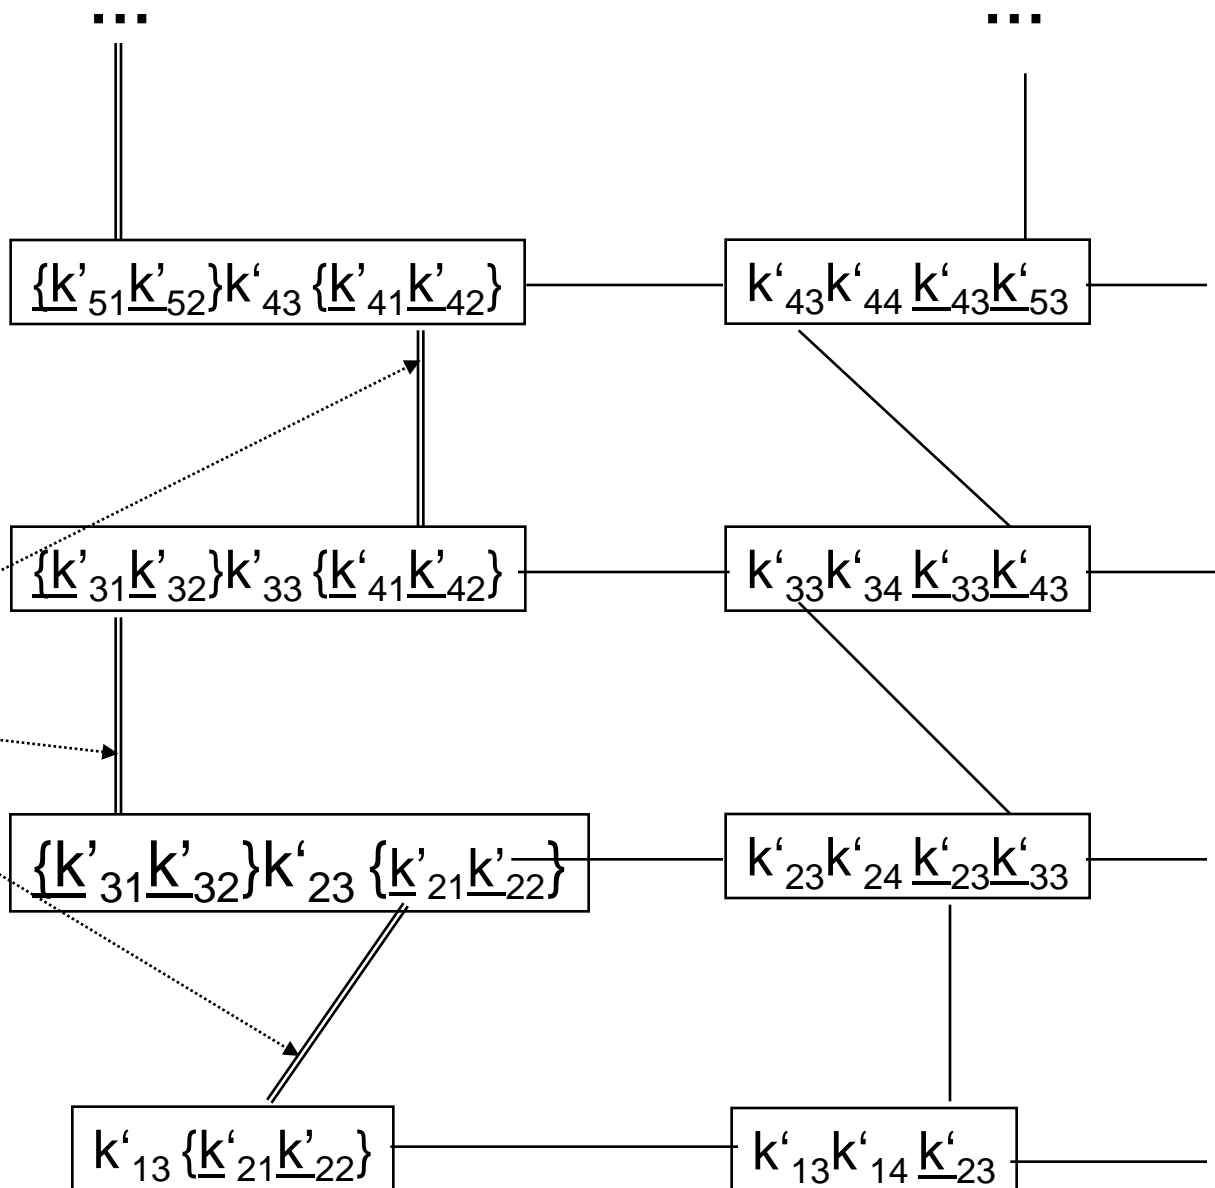 ... ...
{k’51k’52}k‘43 {k’41k’42} k‘43k‘44 k‘43k‘53
{k’31k’32}k’33 {k‘41k’42} k‘33k‘34 k‘33k‘43
{k’31k’32}k‘23 {k’21k’22} k‘23k‘24 k‘23k‘33
k‘13 {k‘21k’22} k‘13k‘14 k‘23